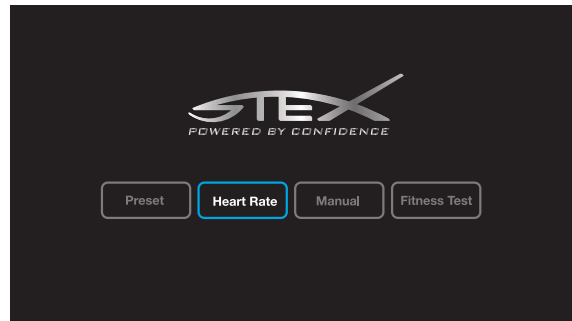 STEX
POWERED BY CONFIDENCE
Preset Heart Rate Manual Fitness Test